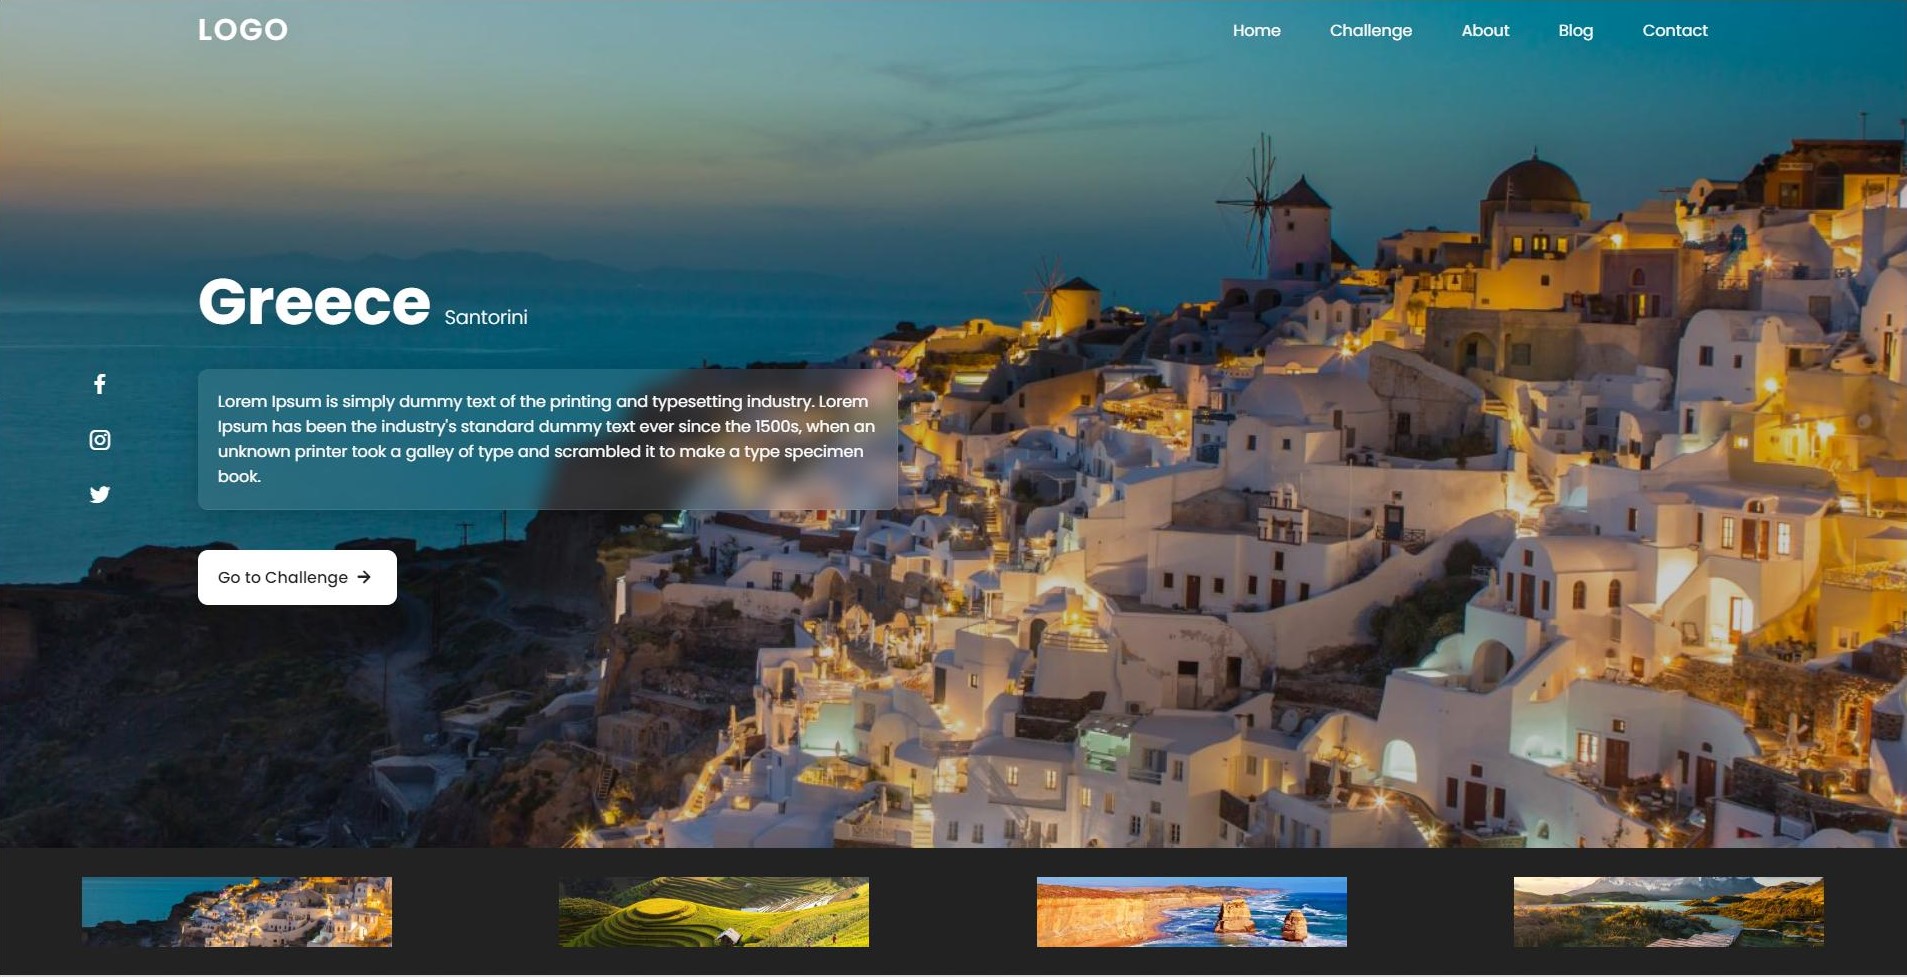 LOGO
Home Challenge About Blog Contact
Greece Santorini
Lorem Ipsum is simply dummy text of the printing and typesetting industry. Lorem
Ipsum has been the industry's standard dummy text ever since the 1500s, when an
unknown printer took a galley of type and scrambled it to make a type specimen
book.
Go to Challenge →